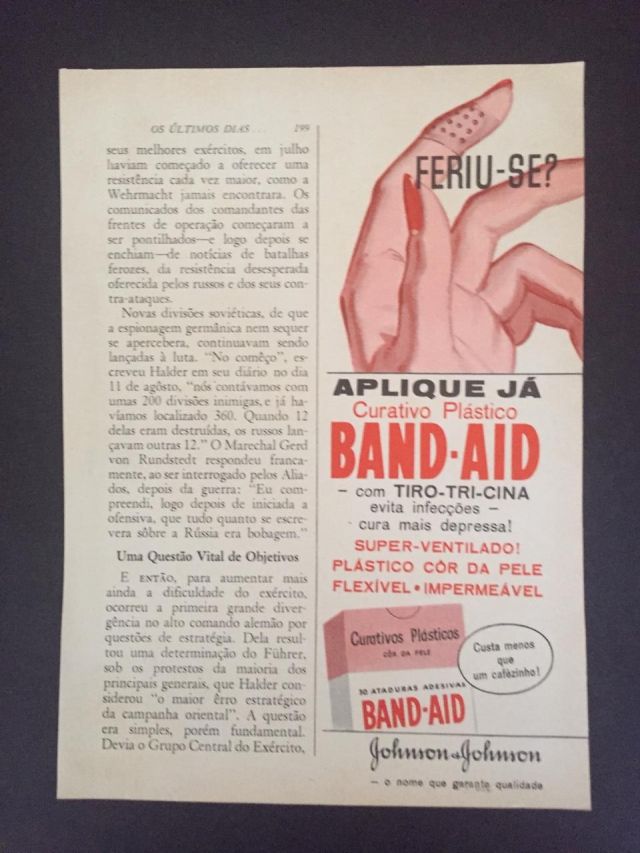 OS ÚLTIMOS DIAS... 199
seus melhores exércitos, em julho
haviam começado a oferecer uma
resistência cada vez maior, como a
Wehrmacht jamais encontrara. Os
comunicados dos comandantes das
frentes de operação começaram a
ser pontilhados—e logo depois se
enchiam—de notícias de batalhas
ferozes, da resistência desesperada
oferecida pelos russos e dos seus con-
tra-ataques.
Novas divisões soviéticas, de que
a espionagem germânica nem sequer
se apercebera, continuavam sendo
lançadas à luta. "No comêço", es-
creveu Halder em seu diário no dia
11 de agôsto, "nós contávamos com
umas 200 divisões inimigas, e já ha-
víamos localizado 360. Quando 12
delas eram destruídas, os russos lan-
çavam outras 12." O Marechal Gerd
von Rundstedt respondeu franca-
mente, ao ser interrogado pelos Alia-
dos, depois da guerra: "Eu com-
preendi, logo depois de iniciada a
ofensiva, que tudo quanto se escre-
vera sôbre a Rússia era bobagem."
Uma Questão Vital de Objetivos
E ENTÃO, para aumentar mais
ainda a dificuldade do exército,
ocorreu a primeira grande diver-
gência no alto comando alemão por
questões de estratégia. Dela resul-
tou uma determinação do Führer,
sob os protestos da maioria dos
principais generais, que Halder con-
siderou "o maior êrro estratégico
da campanha oriental". A questão
era simples, porém fundamental.
Devia o Grupo Central do Exército,
FERIU-SE?
APLIQUE JÁ
Curativo Plástico
BAND-AID
– com TIRO-TRI-CINA
evita infecções –
cura mais depressa!
SUPER-VENTILADO!
PLÁSTICO CÔR DA PELE
FLEXÍVEL • IMPERMEÁVEL
Curativos Plásticos
CÔR DA PELE
30 ATADURAS ADESIVAS
BAND-AID
Custa menos
que
um cafèzinho!
Johnson & Johnson
– o nome que garante qualidade